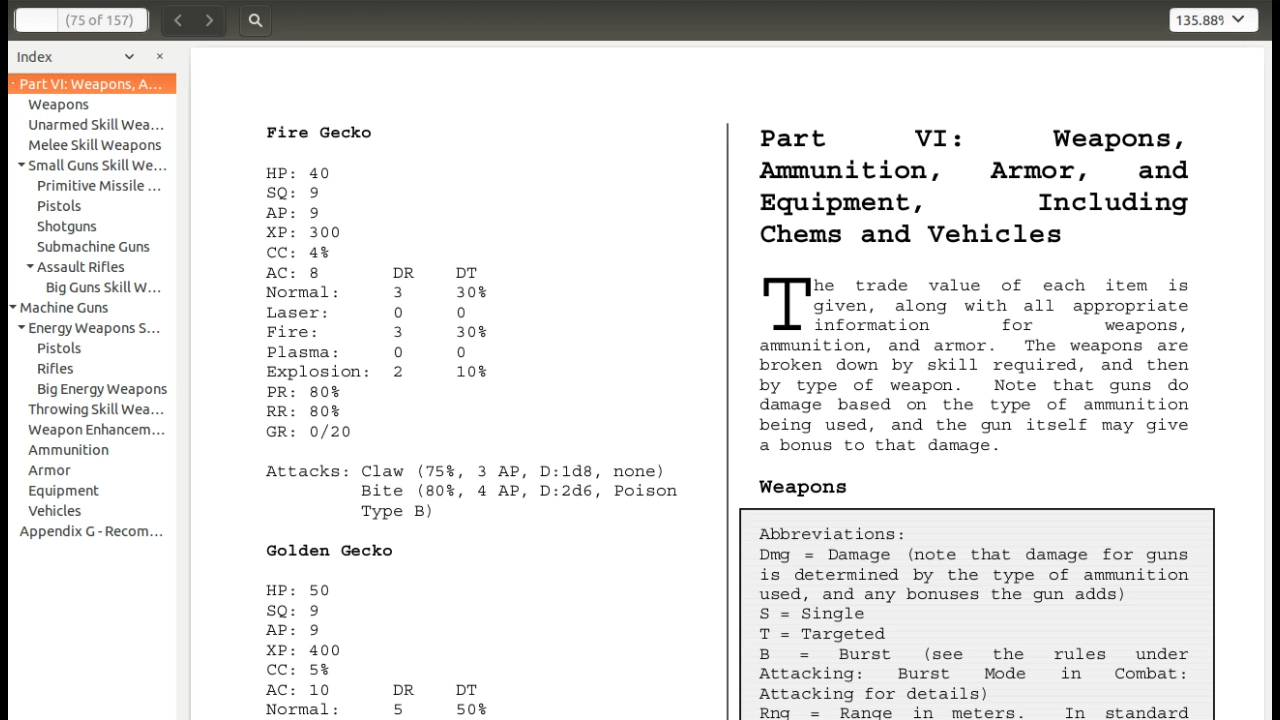 (75 of 157)
135.88%
Index
Part VI: Weapons, A...
Weapons
Unarmed Skill Wea...
Melee Skill Weapons
Small Guns Skill We...
Primitive Missile ...
Pistols
Shotguns
Submachine Guns
Assault Rifles
Big Guns Skill W...
Machine Guns
Energy Weapons S...
Pistols
Rifles
Big Energy Weapons
Throwing Skill Wea...
Weapon Enhancem...
Ammunition
Armor
Equipment
Vehicles
Appendix G - Recom...
Fire Gecko
HP: 40
SQ: 9
AP: 9
XP: 300
CC: 4%
AC: 8 DR DT
Normal: 3 30%
Laser: 0 0
Fire: 3 30%
Plasma: 0 0
Explosion: 2 10%
PR: 80%
RR: 80%
GR: 0/20
Attacks: Claw (75%, 3 AP, D:1d8, none)
Bite (80%, 4 AP, D:2d6, Poison
Type B)
Golden Gecko
HP: 50
SQ: 9
AP: 9
XP: 400
CC: 5%
AC: 10 DR DT
Normal: 5 50%
Part VI: Weapons,
Ammunition, Armor, and
Equipment, Including
Chems and Vehicles
The trade value of each item is
given, along with all appropriate
information for weapons,
ammunition, and armor. The weapons are
broken down by skill required, and then
by type of weapon. Note that guns do
damage based on the type of ammunition
being used, and the gun itself may give
a bonus to that damage.
Weapons
Abbreviations:
Dmg = Damage (note that damage for guns
is determined by the type of ammunition
used, and any bonuses the gun adds)
S = Single
T = Targeted
B = Burst (see the rules under
Attacking: Burst Mode in Combat:
Attacking for details)
Rng = Range in meters. In standard